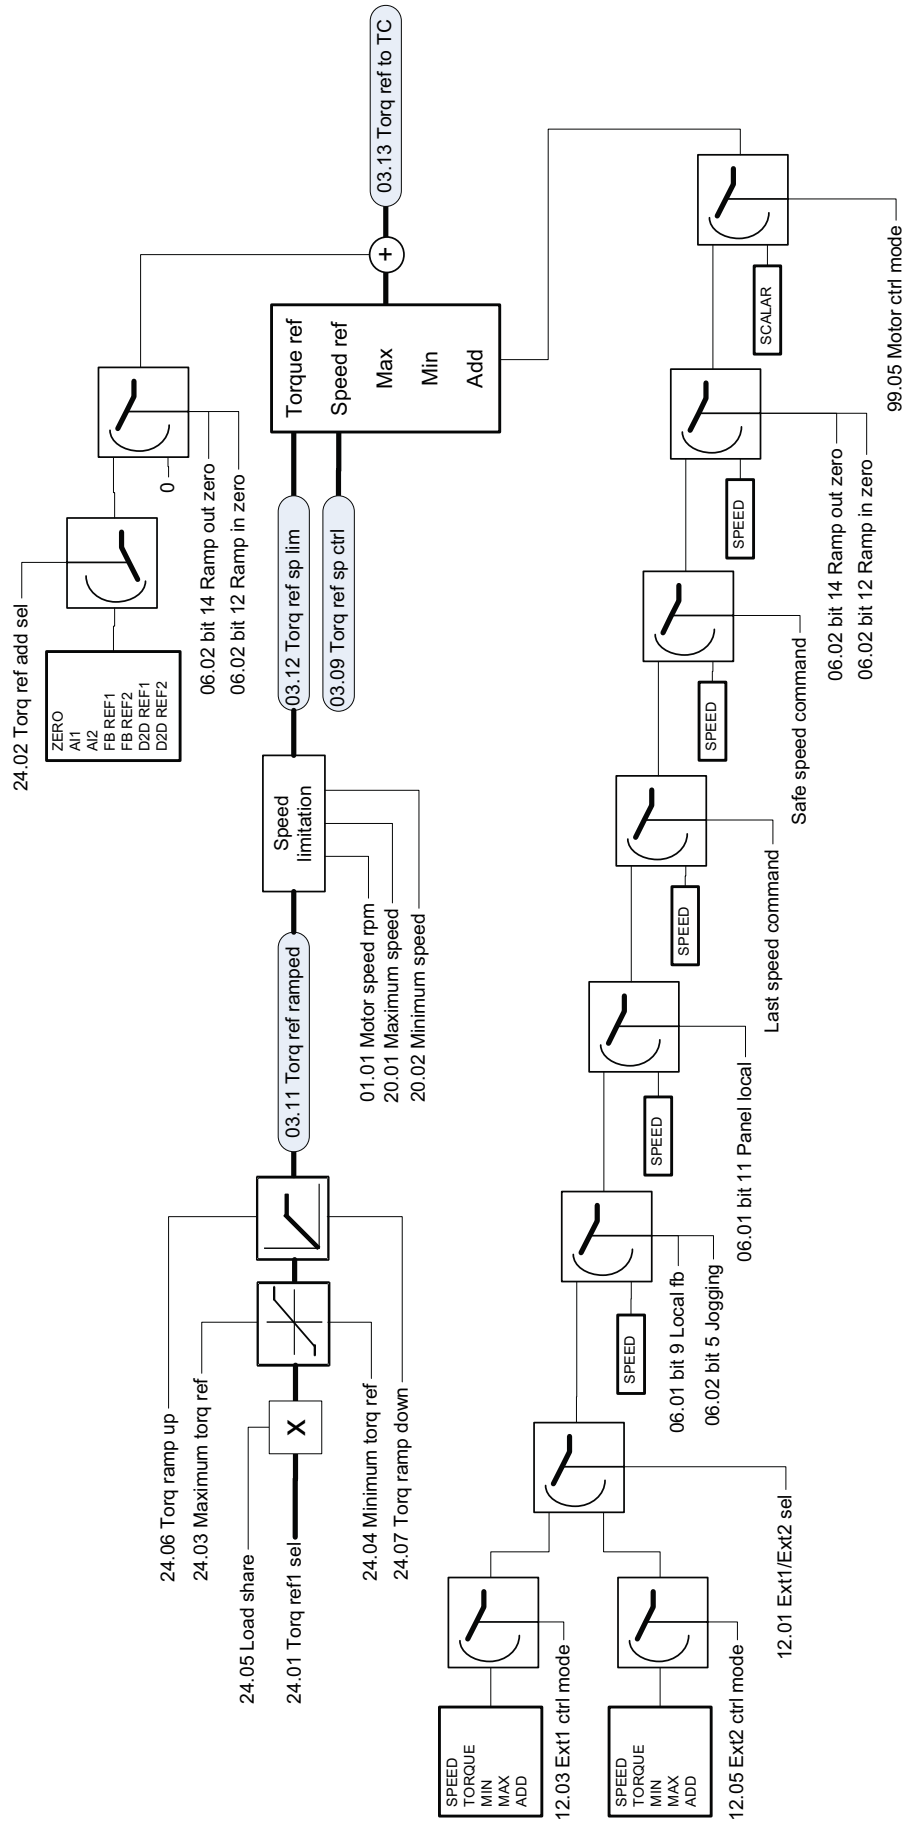 24.06 Torq ramp up
24.03 Maximum torq ref
24.05 Load share
24.01 Torq ref1 sel
X
24.04 Minimum torq ref
24.07 Torq ramp down
03.11 Torq ref ramped
Speed
limitation
01.01 Motor speed rpm
20.01 Maximum speed
20.02 Minimum speed
24.02 Torq ref add sel
ZERO
AI1
AI2
FB REF1
FB REF2
D2D REF1
D2D REF2
0
06.02 bit 14 Ramp out zero
06.02 bit 12 Ramp in zero
03.12 Torq ref sp lim
03.09 Torq ref sp ctrl
Torque ref
Speed ref
Max
Min
Add
+
03.13 Torq ref to TC
SPEED
TORQUE
MIN
MAX
ADD
12.03 Ext1 ctrl mode
SPEED
TORQUE
MIN
MAX
ADD
12.05 Ext2 ctrl mode
12.01 Ext1/Ext2 sel
SPEED
06.01 bit 9 Local fb
06.02 bit 5 Jogging
SPEED
06.01 bit 11 Panel local
SPEED
Last speed command
SPEED
Safe speed command
SPEED
06.02 bit 14 Ramp out zero
06.02 bit 12 Ramp in zero
SCALAR
99.05 Motor ctrl mode